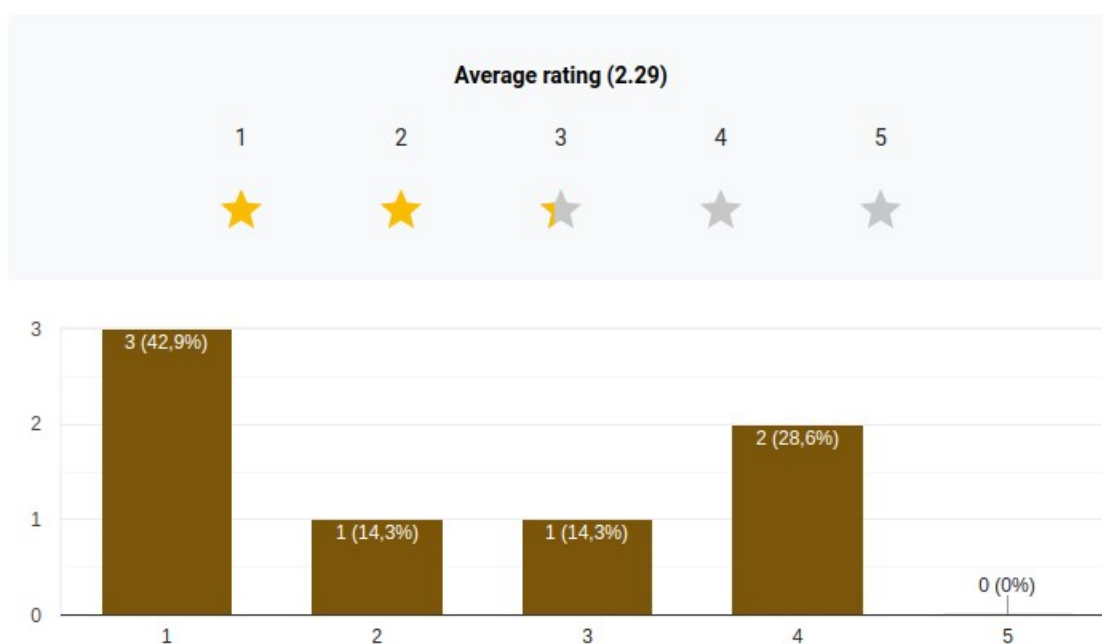 Average rating (2.29)
1 2 3 4 5
3
3 (42,9%)
2
2 (28,6%)
1
1 (14,3%) 1 (14,3%)
0 (0%)
0
1 2 3 4 5